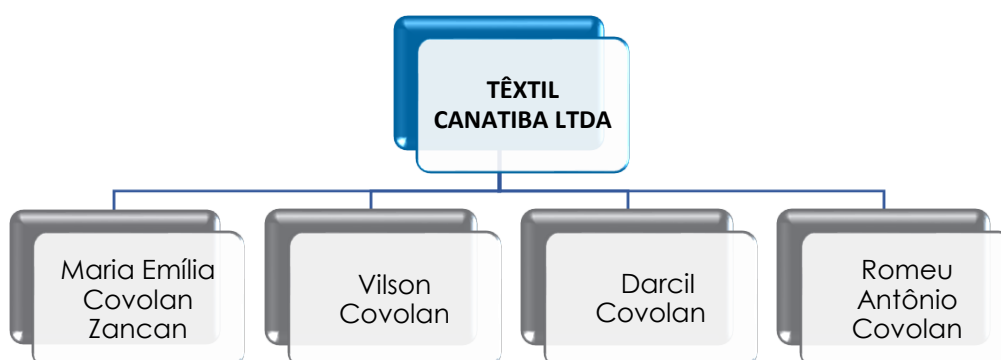 TÊXTIL
CANATIBA LTDA
Maria Emília
Covolan
Zancan
Vilson
Covolan
Darcil
Covolan
Romeu
Antônio
Covolan